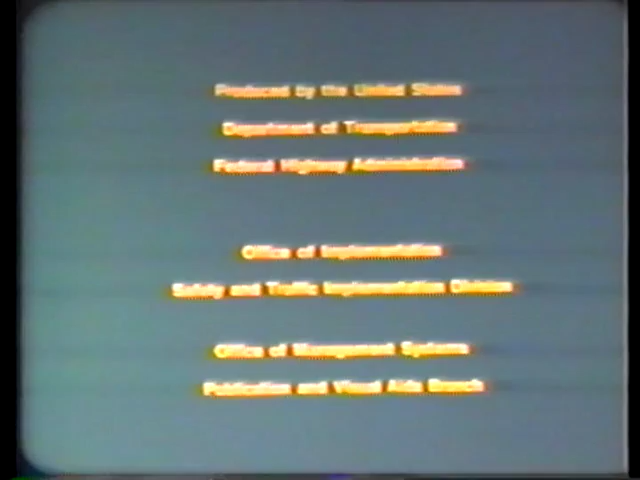 Produced by the United States
Department of Transportation
Federal Highway Administration
Office of Implementation
Safety and Traffic Implementation Division
Office of Management Systems
Publication and Visual Aids Branch